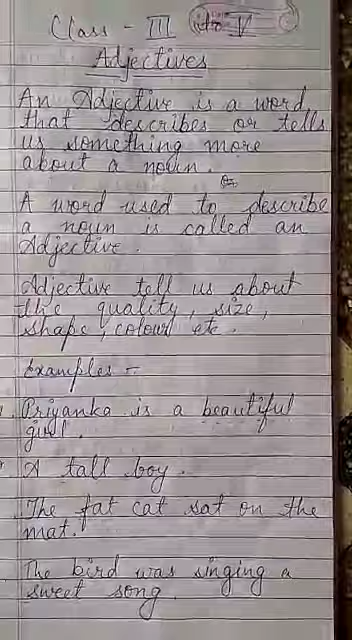 Class - III to V
Adjectives
An Adjective is a word
that describes or tells
us something more
about a noun.
Or
A word used to describe
a noun is called an
Adjective.
Adjective tell us about
the quality, size,
shape, colour etc.
Examples -
Priyanka is a beautiful
girl.
A tall boy.
The fat cat sat on the
mat.
The bird was singing a
sweet song.